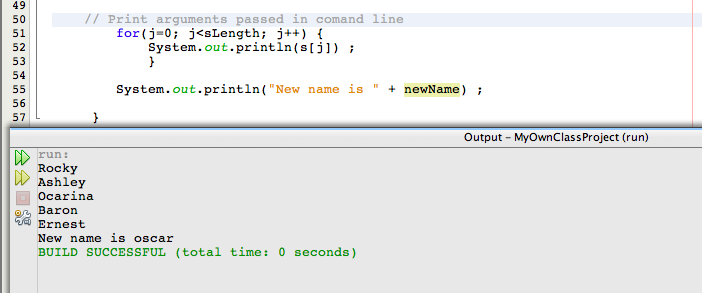 49
50 // Print arguments passed in comand line
51 for(j=0; j<sLength; j++) {
52 System.out.println(s[j]) ;
53 }
54
55 System.out.println("New name is " + newName) ;
56
57 }
Output - MyOwnClassProject (run)
run:
Rocky
Ashley
Ocarina
Baron
Ernest
New name is oscar
BUILD SUCCESSFUL (total time: 0 seconds)